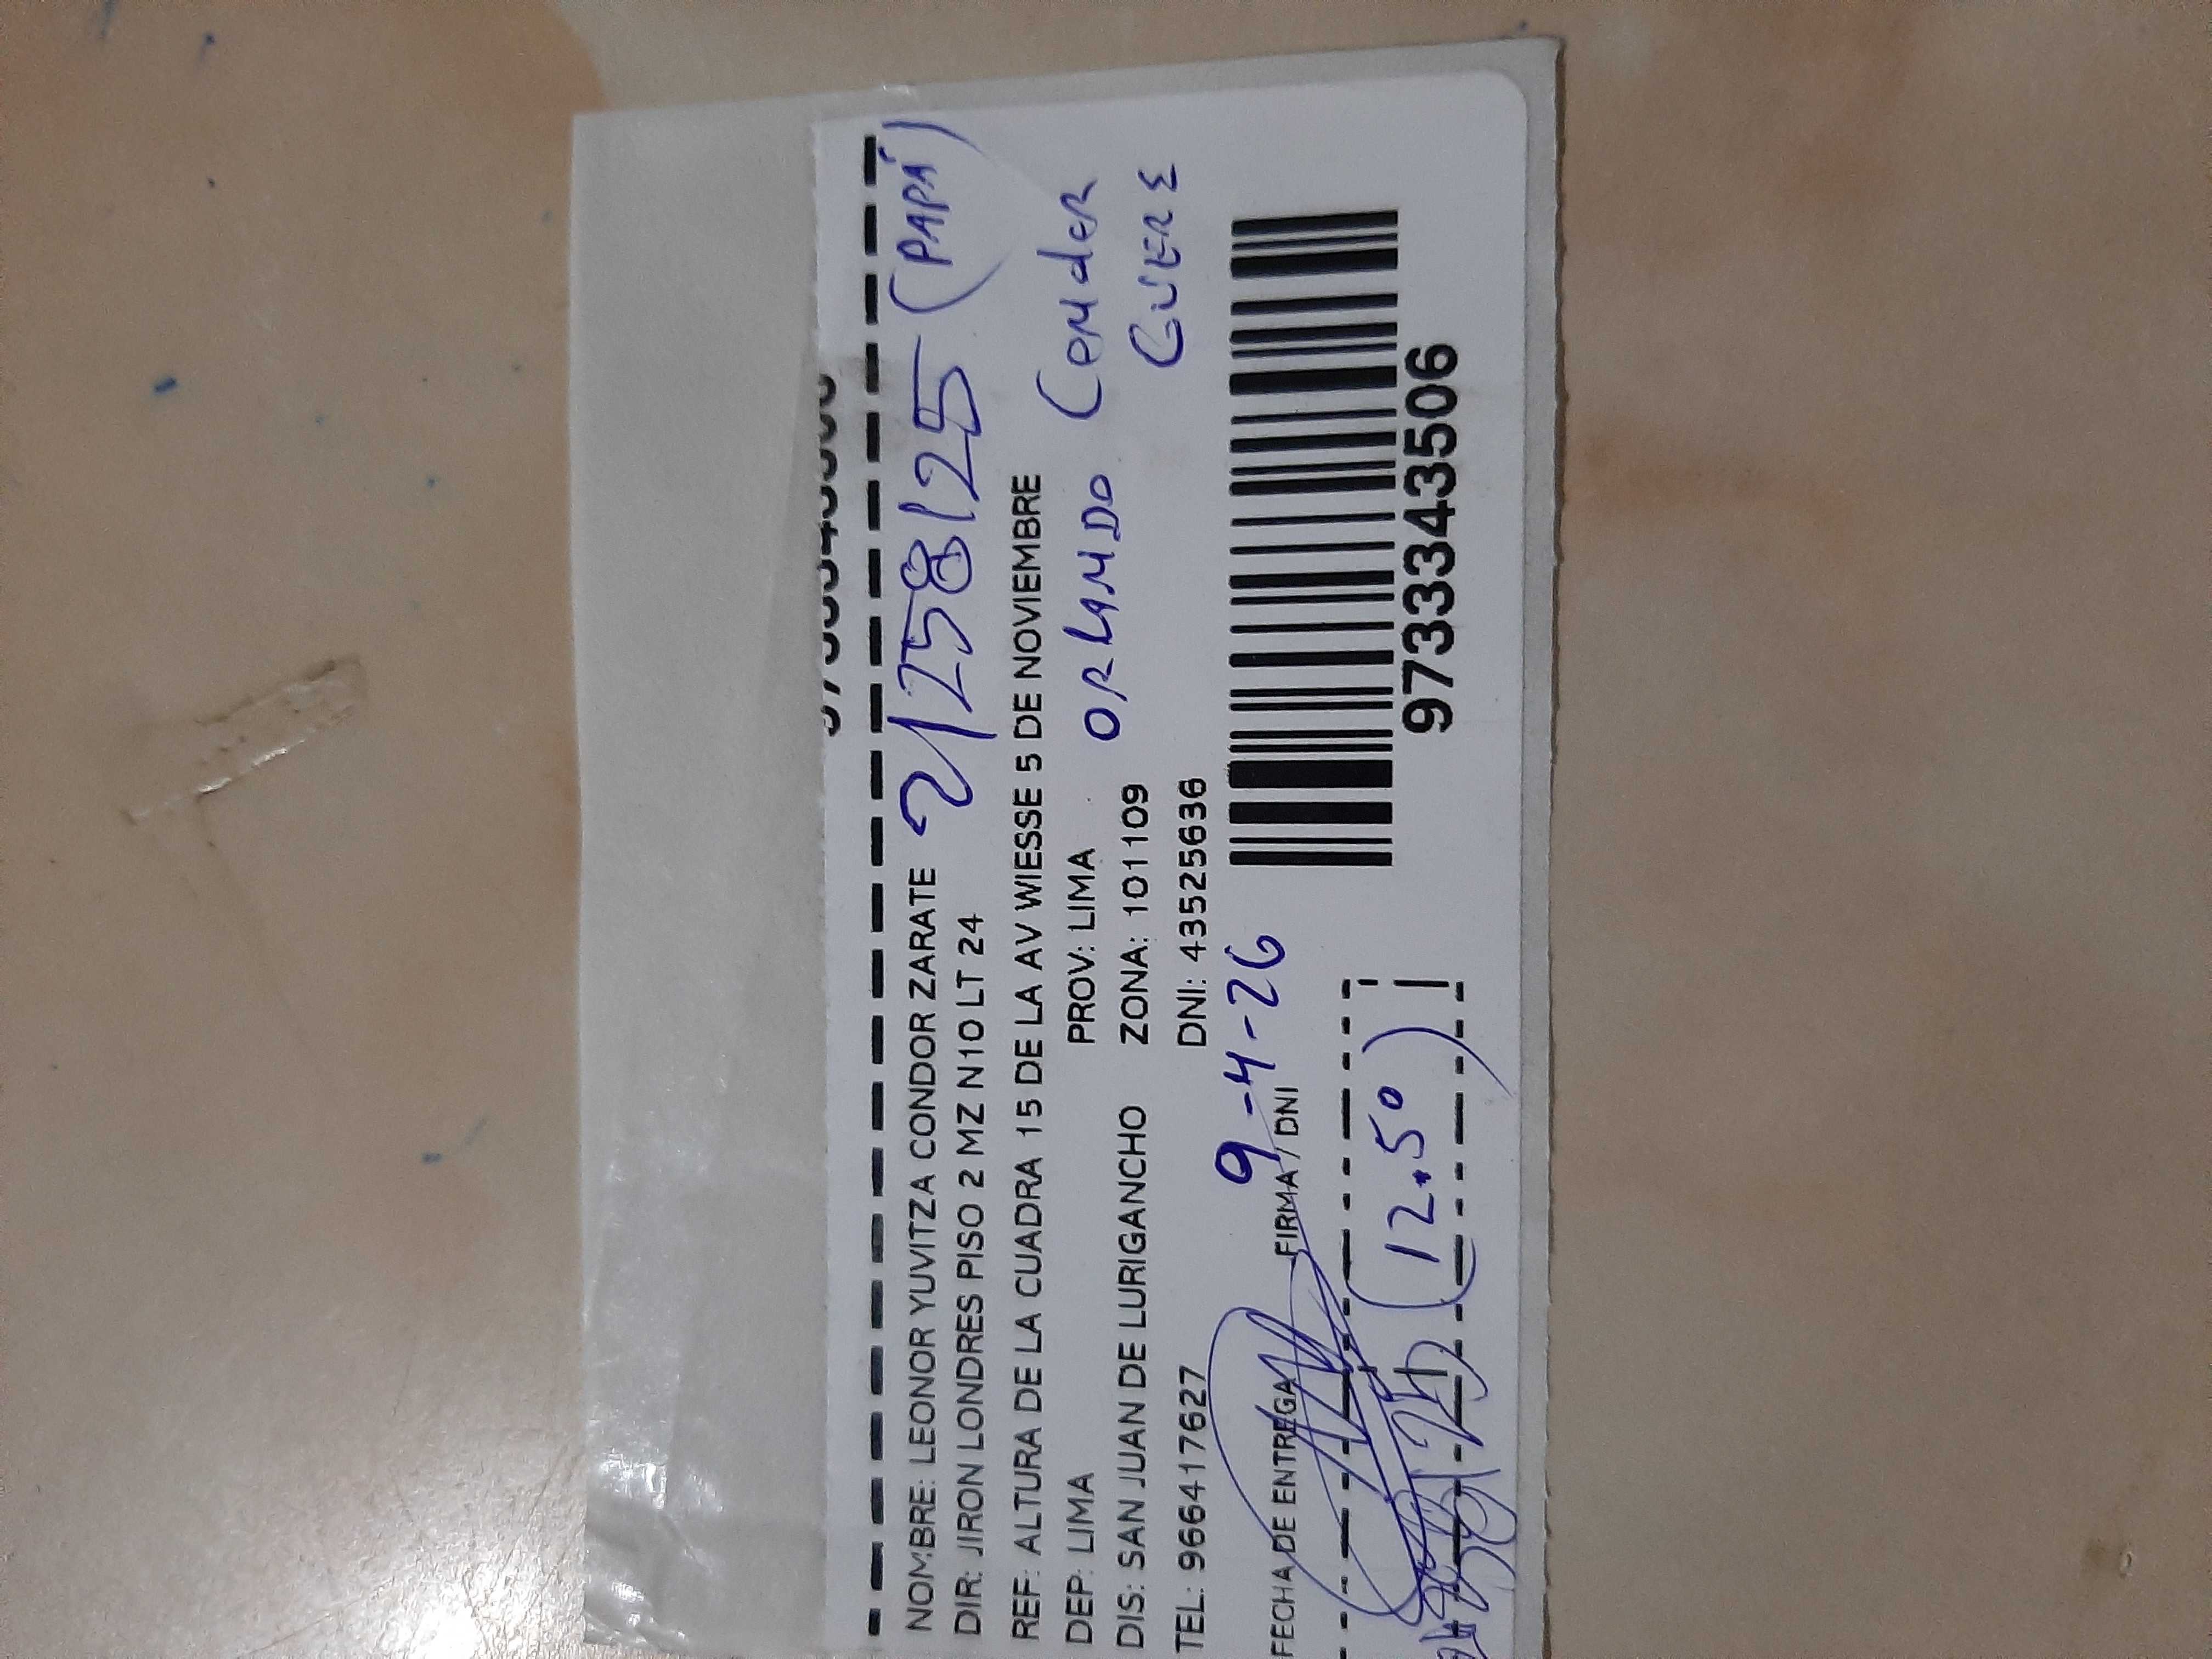 NOMBRE: LEONOR YUVITZA CONDOR ZARATE
21258125 (PAPÁ)
DIR: JIRON LONDRES PISO 2 MZ N10 LT 24
REF: ALTURA DE LA CUADRA 15 DE LA AV WIESSE 5 DE NOVIEMBRE
DEP: LIMA PROV: LIMA
ORLANDO
DIS: SAN JUAN DE LURIGANCHO ZONA: 101109
TEL: 966417627 DNI: 43525636
9-4-26
FECHA DE ENTREGA FIRMA / DNI
(12.50)
9733343506